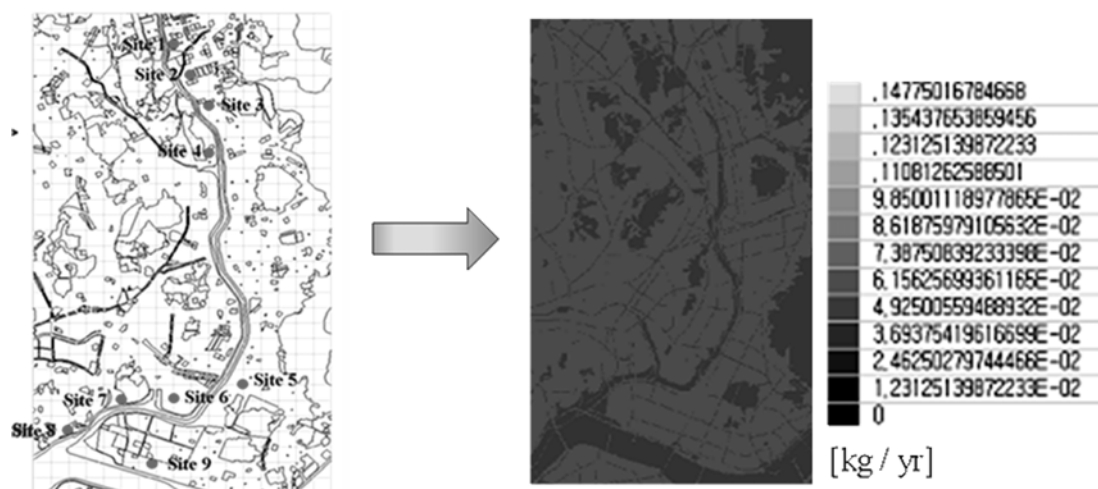 Site 1
Site 2
Site 3
Site 4
Site 5
Site 6
Site 7
Site 8
Site 9
.14775016784668
.135437653859456
.123125139872233
.11081262588501
9.85001118977865E-02
8.61875979105632E-02
7.38750839233398E-02
6.15625699361165E-02
4.92500559488932E-02
3.69375419616699E-02
2.46250279744466E-02
1.23125139872233E-02
0
[kg / yr]